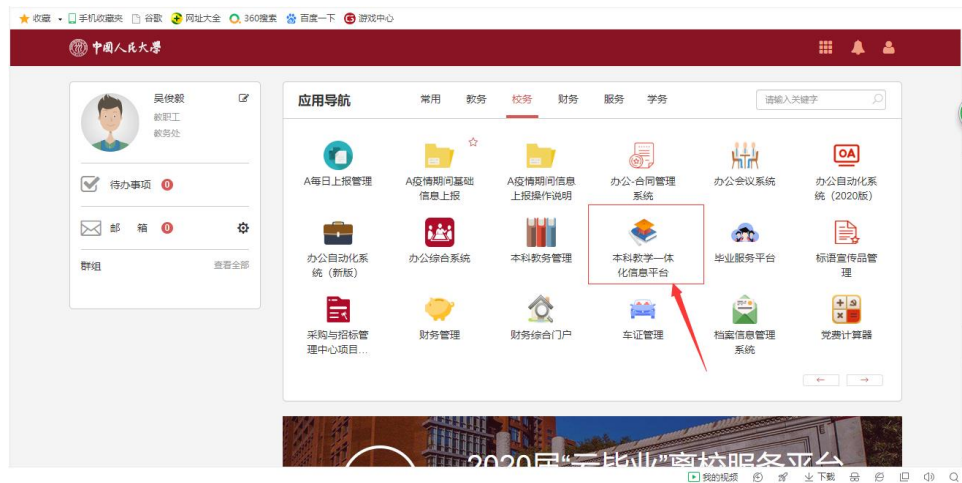 收藏 手机收藏夹 谷歌 网址大全 360搜索 百度一下 游戏中心
中国人民大學
吴俊毅
教职工
教务处
待办事项 0
邮 箱 0
群组 查看全部
应用导航 常用 教务 校务 财务 服务 学务 请输入关键字
A每日上报管理
A疫情期间基础
信息上报
A疫情期间信息
上报操作说明
办公-合同管理
系统
办公会议系统
OA
办公自动化系
统（2020版）
办公自动化系
统（新版）
办公综合系统
本科教务管理
本科教学一体
化信息平台
毕业服务平台
标语宣传品管
理
采购与招标管
理中心项目...
财务管理
财务综合门户
车证管理
档案信息管理
系统
党费计算器
2020届“云毕业”离校服务平台
我的视频 下载